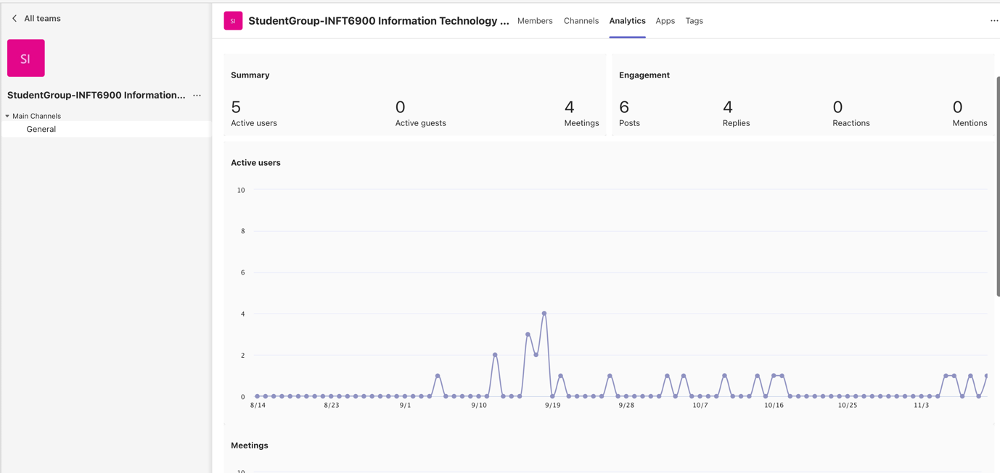 All teams
SI
StudentGroup-INFT6900 Information... ...
Main Channels
General
SI StudentGroup-INFT6900 Information Technology ... Members Channels Analytics Apps Tags ...
Summary
5 0 4
Active users Active guests Meetings
Engagement
6 4 0 0
Posts Replies Reactions Mentions
Active users
10
8
6
4
2
0
8/14 8/23 9/1 9/10 9/19 9/28 10/7 10/16 10/25 11/3
Meetings
10